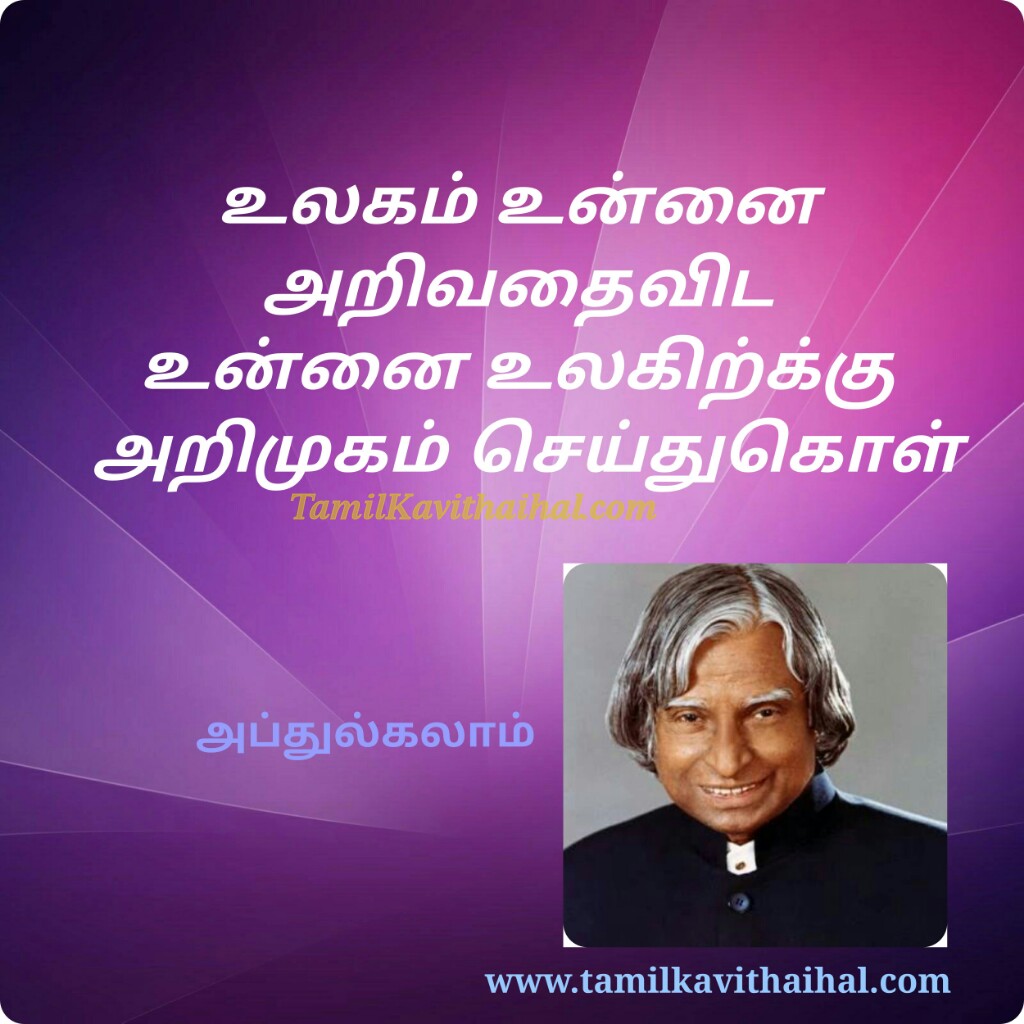 உலகம் உன்னை
அறிவதைவிட
உன்னை உலகிற்க்கு
அறிமுகம் செய்துகொள்
TamilKavithaihal.com
அப்துல்கலாம்
www.tamilkavithaihal.com